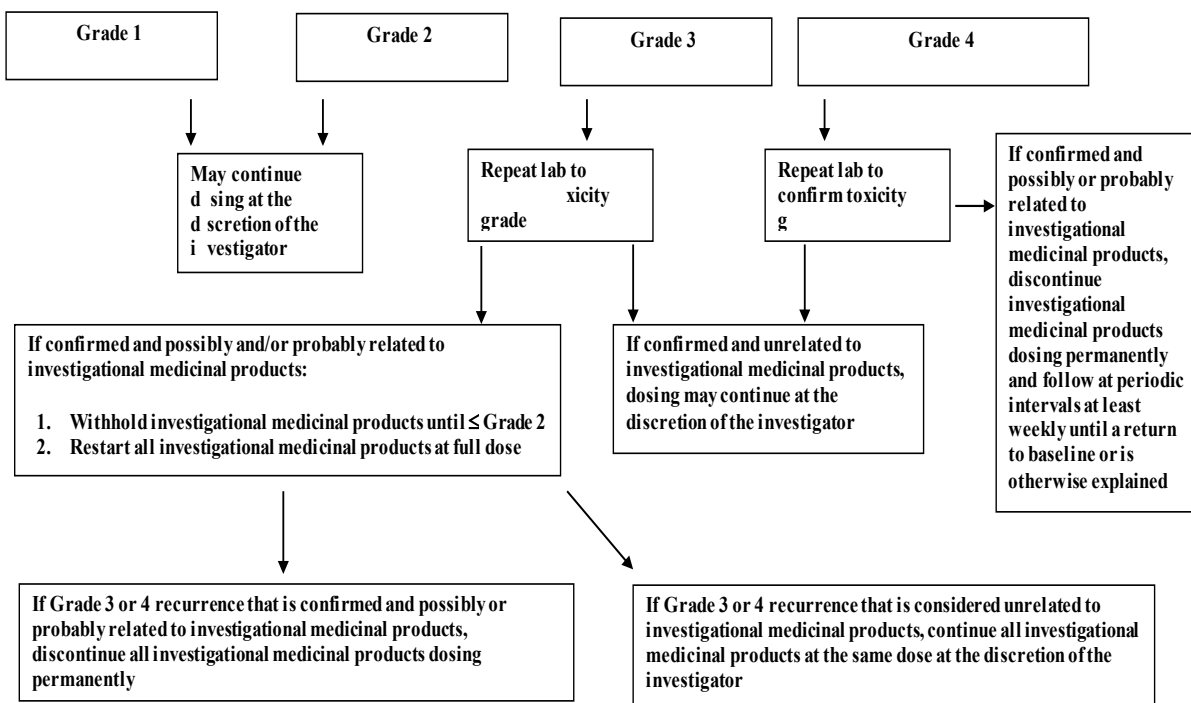 Grade 1
Grade 2
Grade 3
Grade 4
May continue
d sing at the
d scretion of the
i vestigator
Repeat lab to
xicity
grade
Repeat lab to
confirm toxicity
g
If confirmed and
possibly or probably
related to
investigational
medicinal
products,
discontinue
investigational
medicinal
products
dosing permanently
and follow at periodic
intervals at least
weekly until a return
to baseline or is
otherwise explained
If confirmed and possibly and/or probably related to
investigational medicinal products:
1. Withhold investigational medicinal products until ≤ Grade 2
2. Restart all investigational medicinal products at full dose
If confirmed and unrelated to
investigational medicinal products,
dosing may continue at the
discretion of the investigator
If Grade 3 or 4 recurrence that is confirmed and possibly or
probably related to investigational medicinal products,
discontinue all investigational medicinal products dosing
permanently
If Grade 3 or 4 recurrence that is considered unrelated to
investigational medicinal products, continue all investigational
medicinal products at the same dose at the discretion of the
investigator